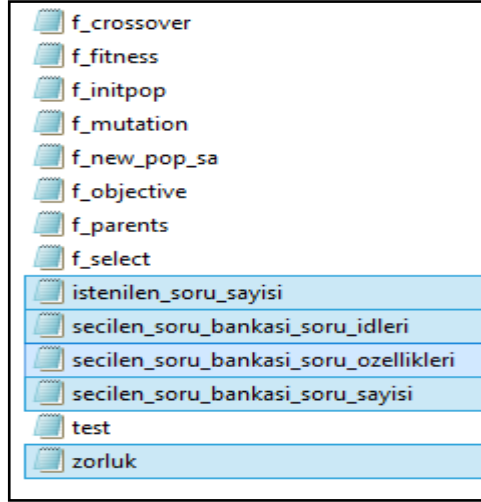 f_crossover
f_fitness
f_initpop
f_mutation
f_new_pop_sa
f_objective
f_parents
f_select
istenilen_soru_sayisi
secilen_soru_bankasi_soru_idleri
secilen_soru_bankasi_soru_ozellikleri
secilen_soru_bankasi_soru_sayisi
test
zorluk